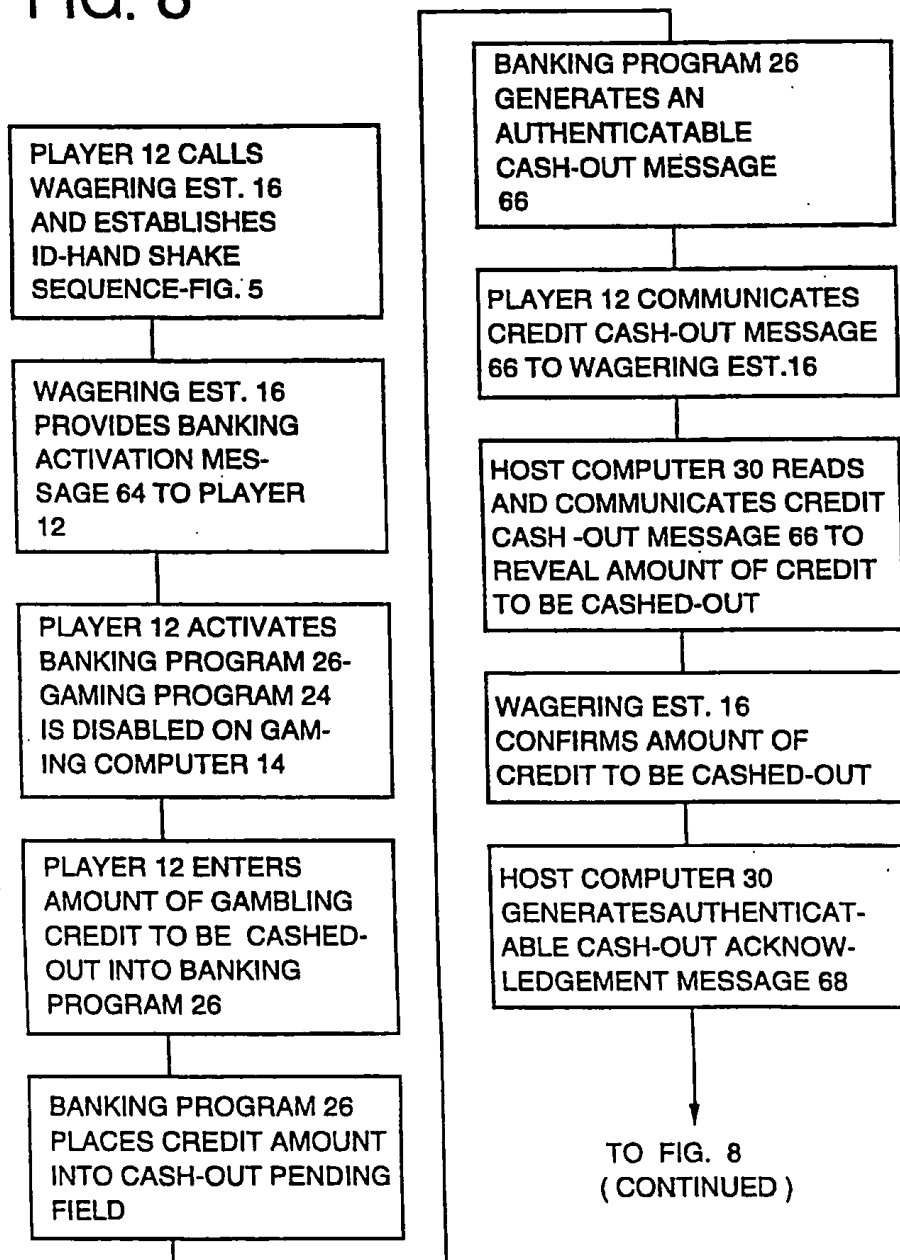 FIG. 8
PLAYER 12 CALLS
WAGERING EST. 16
AND ESTABLISHES
ID-HAND SHAKE
SEQUENCE-FIG. 5
WAGERING EST. 16
PROVIDES BANKING
ACTIVATION MES-
SAGE 64 TO PLAYER
12
PLAYER 12 ACTIVATES
BANKING PROGRAM 26-
GAMING PROGRAM 24
IS DISABLED ON GAM-
ING COMPUTER 14
PLAYER 12 ENTERS
AMOUNT OF GAMBLING
CREDIT TO BE CASHED-
OUT INTO BANKING
PROGRAM 26
BANKING PROGRAM 26
PLACES CREDIT AMOUNT
INTO CASH-OUT PENDING
FIELD
BANKING PROGRAM 26
GENERATES AN
AUTHENTICATABLE
CASH-OUT MESSAGE
66
PLAYER 12 COMMUNICATES
CREDIT CASH-OUT MESSAGE
66 TO WAGERING EST.16
HOST COMPUTER 30 READS
AND COMMUNICATES CREDIT
CASH -OUT MESSAGE 66 TO
REVEAL AMOUNT OF CREDIT
TO BE CASHED-OUT
WAGERING EST. 16
CONFIRMS AMOUNT OF
CREDIT TO BE CASHED-OUT
HOST COMPUTER 30
GENERATESAUTHENTICAT-
ABLE CASH-OUT ACKNOW-
LEDGEMENT MESSAGE 68
TO FIG. 8
( CONTINUED )